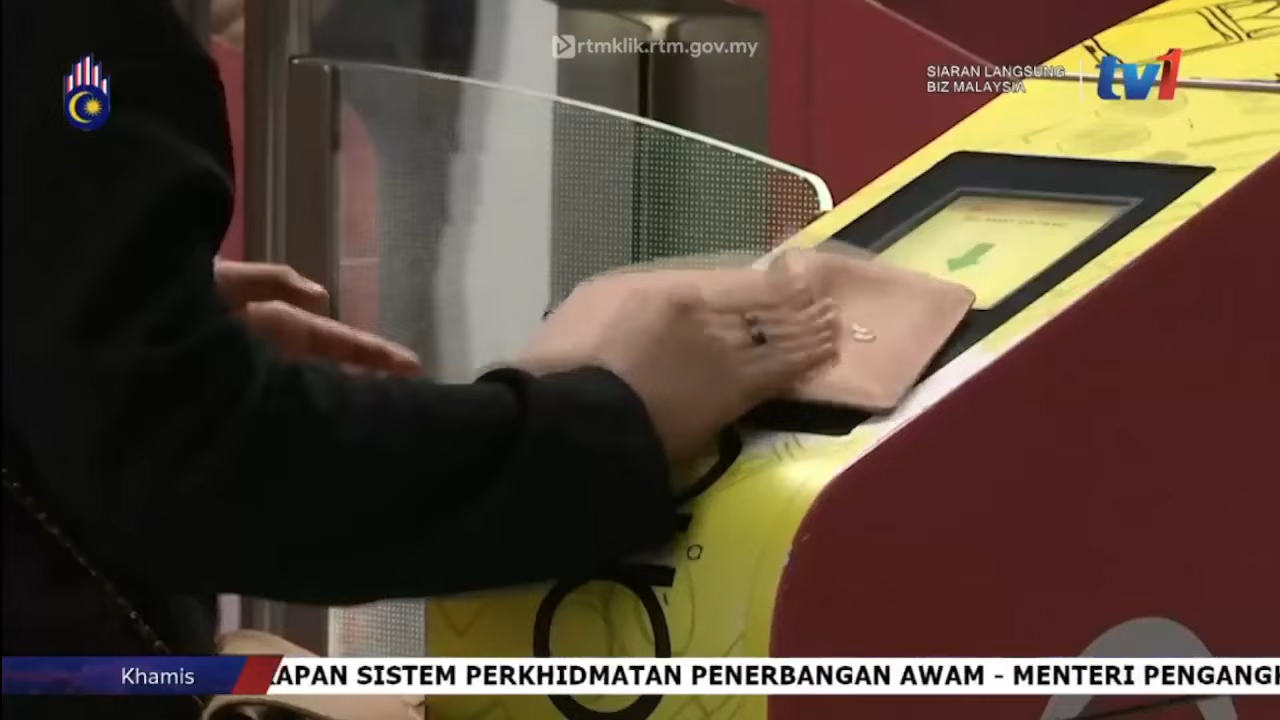 rtmklik.rtm.gov.my
SIARAN LANGSUNG
BIZ MALAYSIA
tv1
Khamis
KAPAN SISTEM PERKHIDMATAN PENERBANGAN AWAM - MENTERI PENGANGK